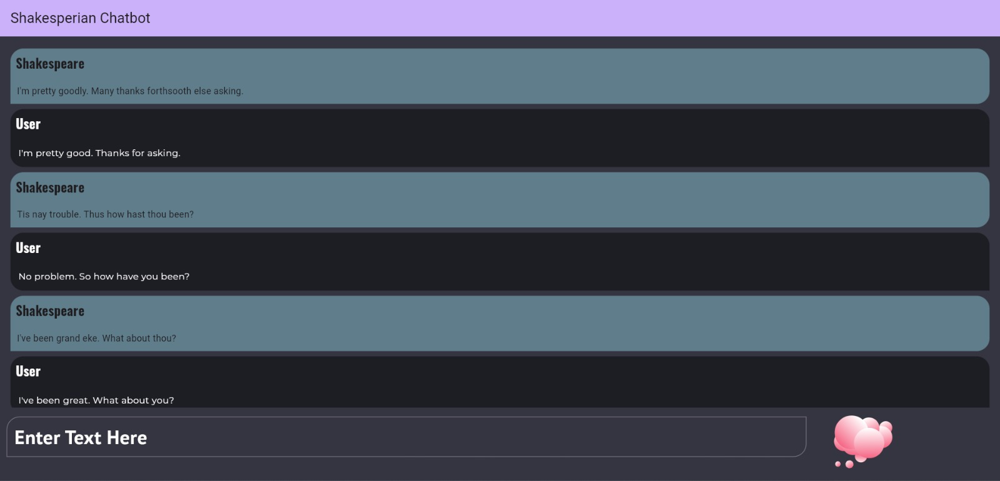 Shakesperian Chatbot
Shakespeare
I'm pretty goodly. Many thanks forthsooth else asking.
User
I'm pretty good. Thanks for asking.
Shakespeare
Tis nay trouble. Thus how hast thou been?
User
No problem. So how have you been?
Shakespeare
I've been grand eke. What about thou?
User
I've been great. What about you?
Enter Text Here